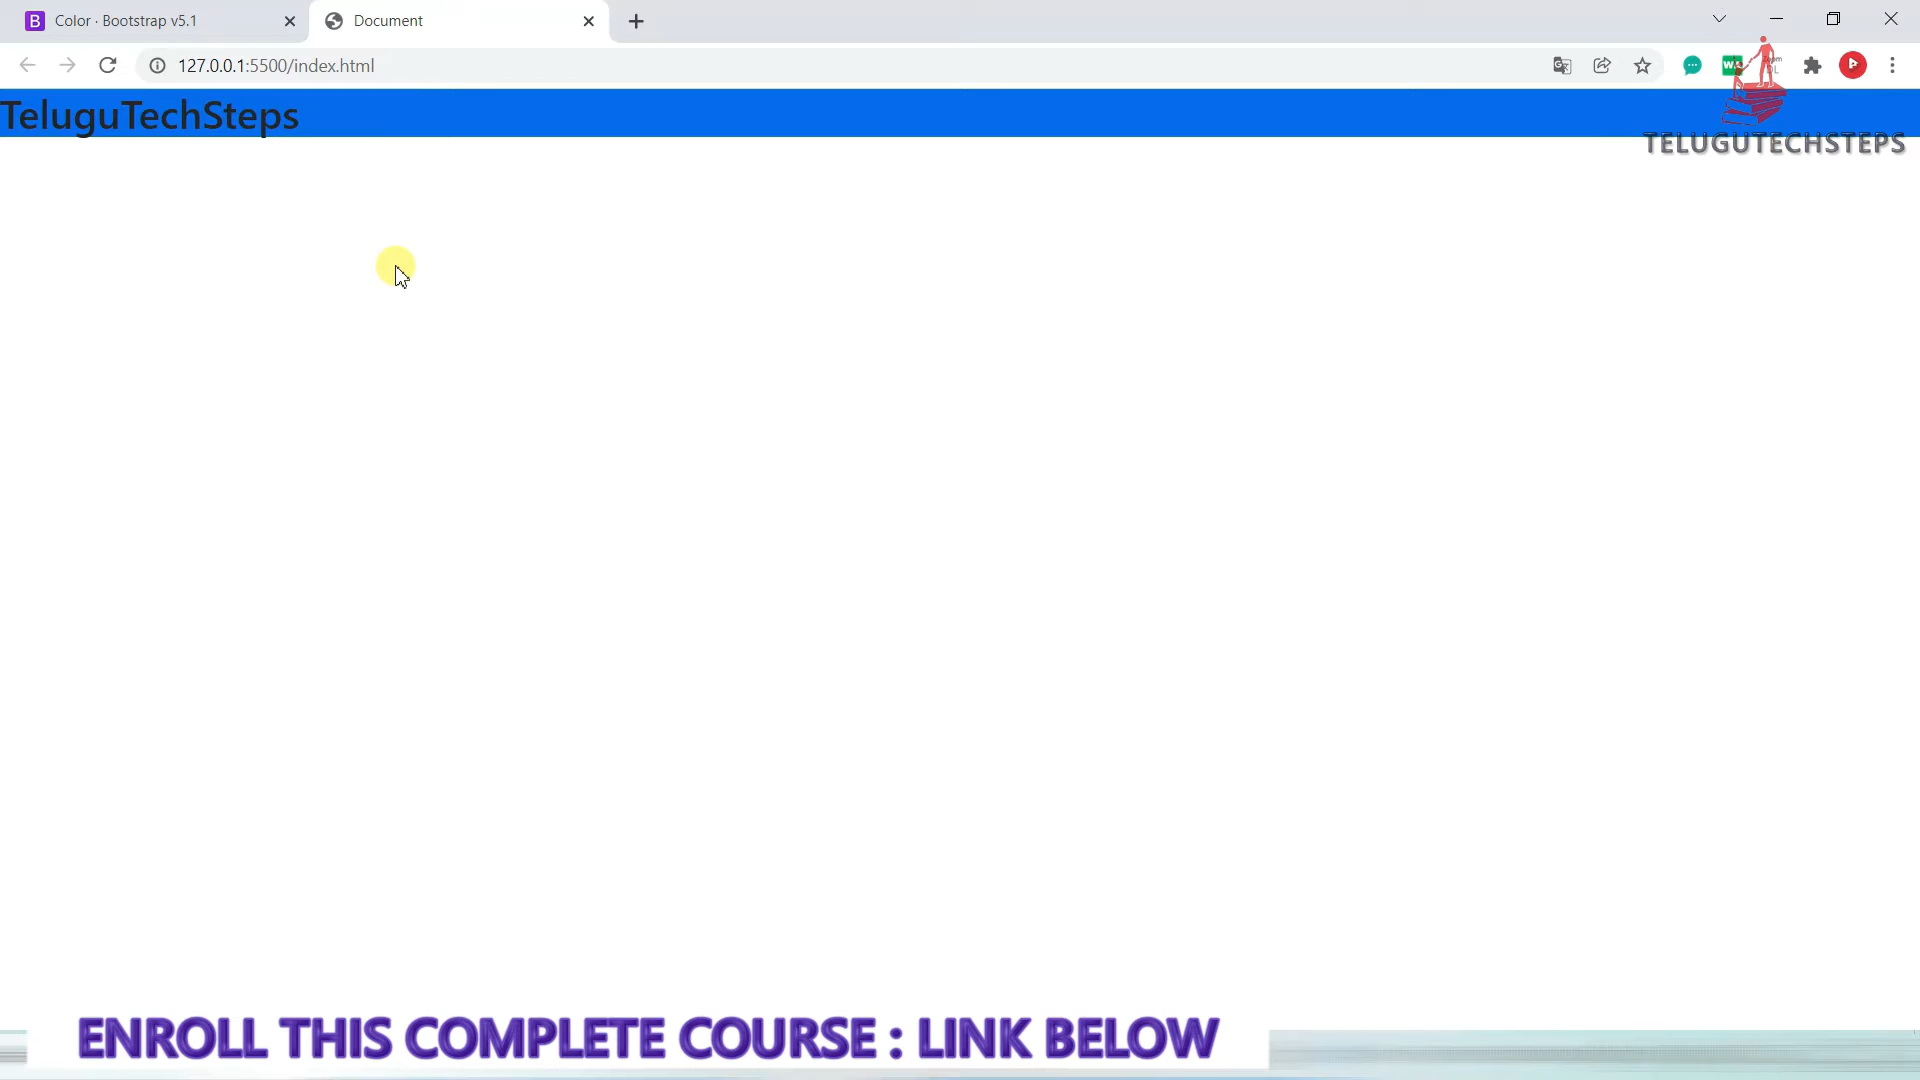 B Color · Bootstrap v5.1
Document
127.0.0.1:5500/index.html
TeluguTechSteps
TELUGUTECHSTEPS
ENROLL THIS COMPLETE COURSE : LINK BELOW